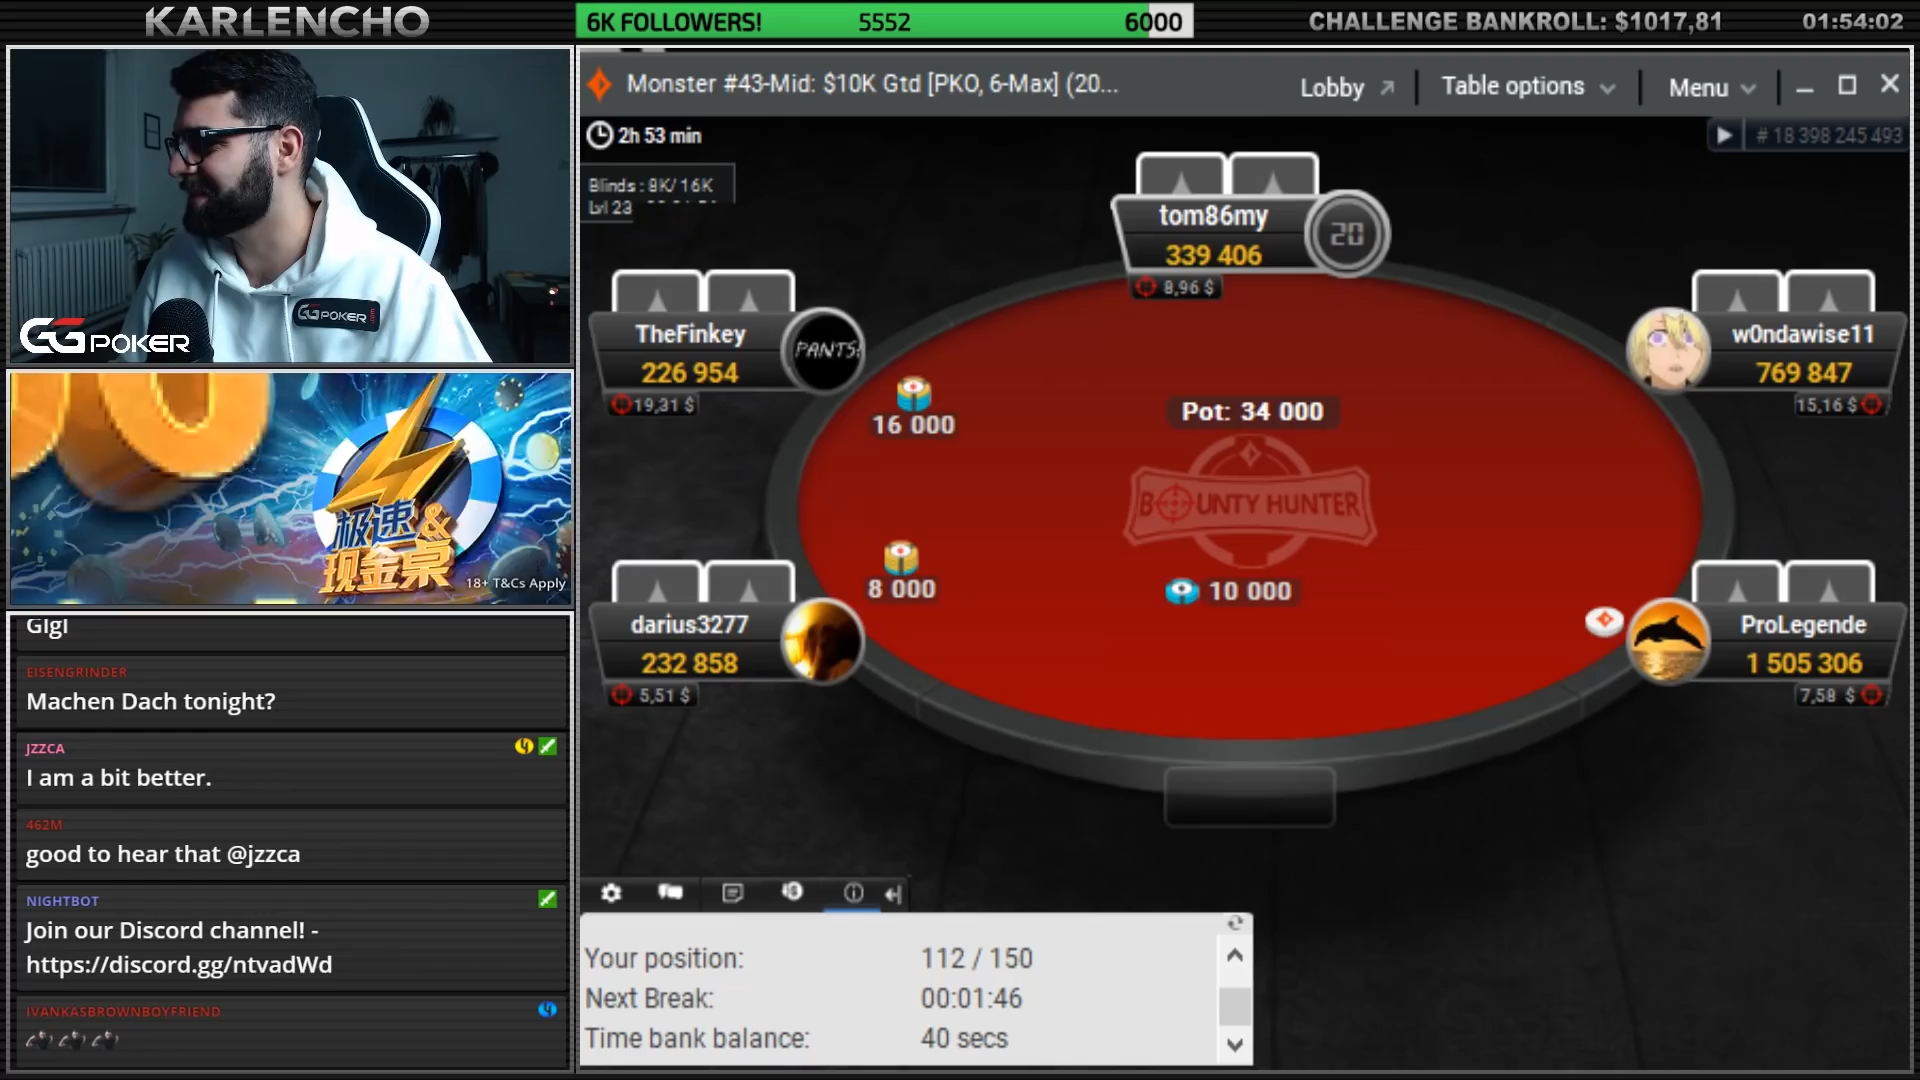 KARLENCHO
6K FOLLOWERS! 5552 6000
CHALLENGE BANKROLL: $1017,81
01:54:02
GGPOKER
GGPOKER
极速&
现金桌
18+ T&Cs Apply
GlgI
EISENGRINDER
Machen Dach tonight?
JZZCA
I am a bit better.
462M
good to hear that @jzzca
NIGHTBOT
Join our Discord channel! -
https://discord.gg/ntvadWd
IVANKASBROWNBOYFRIEND
Monster #43-Mid: $10K Gtd [PKO, 6-Max] (20...
Lobby
Table options
Menu
2h 53 min
# 18 398 245 493
Blinds : 8K/ 16K
Lvl 23
tom86my
339 406
20
8,96 $
TheFinkey
226 954
PANTS!
19,31 $
w0ndawise11
769 847
15,16 $
16 000
Pot: 34 000
BOUNTY HUNTER
8 000
10 000
darius3277
232 858
5,51 $
ProLegende
1 505 306
7,58 $
Your position: 112 / 150
Next Break: 00:01:46
Time bank balance: 40 secs